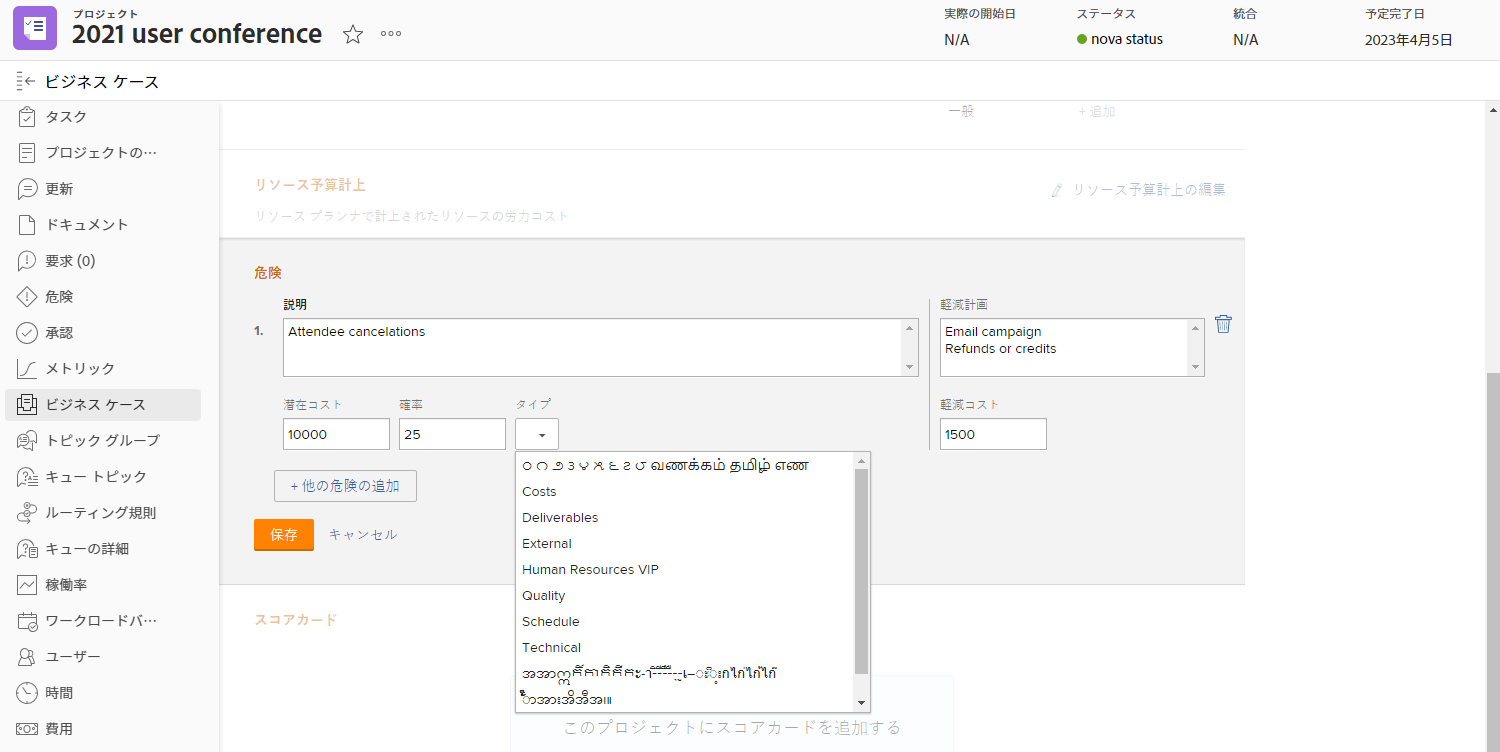 プロジェクト
2021 user conference
実際の開始日
N/A
ステータス
nova status
統合
N/A
予定完了日
2023年4月5日
ビジネス ケース
タスク
プロジェクトの…
更新
ドキュメント
要求 (0)
危険
承認
メトリック
ビジネス ケース
トピック グループ
キュー トピック
ルーティング規則
キューの詳細
稼働率
ワークロードバ…
ユーザー
時間
費用
一般
+ 追加
リソース予算計上
リソース予算計上の編集
リソース プランナで計上されたリソースの労力コスト
危険
説明
軽減計画
1.
Attendee cancelations
Email campaign
Refunds or credits
潜在コスト
確率
タイプ
軽減コスト
10000
25
1500
வணக்கம் தமிழ் எண
Costs
Deliverables
External
Human Resources VIP
Quality
Schedule
Technical
+ 他の危険の追加
保存
キャンセル
スコアカード
このプロジェクトにスコアカードを追加する